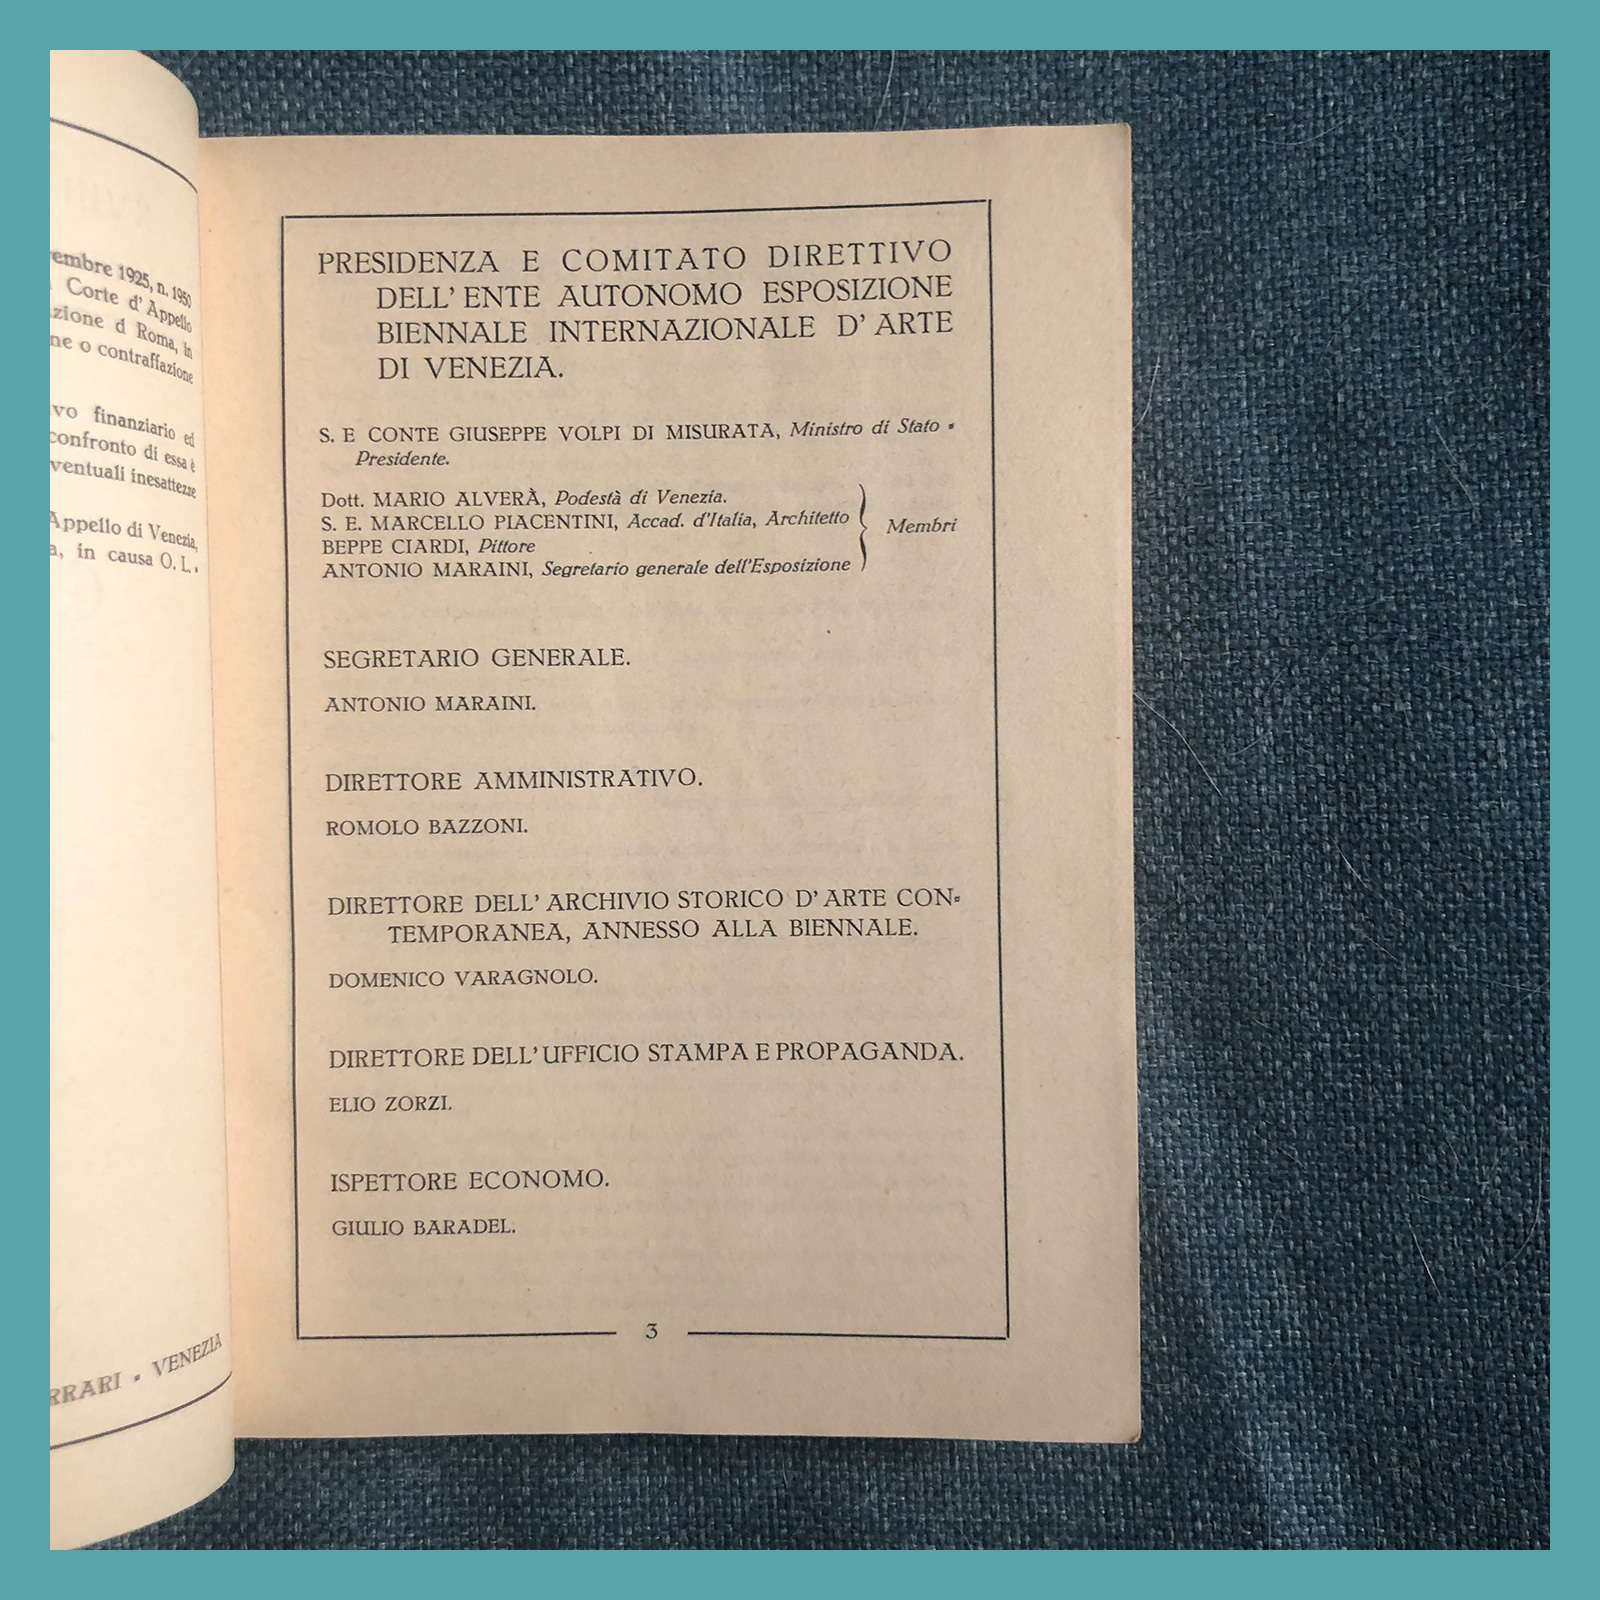 embre 1925, n. 1950
Corte d'Appello
zione d Roma, in
ne o contraffazione
vo finanziario ed
confronto di essa è
ventuali inesattezze
Appello di Venezia,
a, in causa O. L.
RRARI - VENEZIA
PRESIDENZA E COMITATO DIRETTIVO
DELL' ENTE AUTONOMO ESPOSIZIONE
BIENNALE INTERNAZIONALE D' ARTE
DI VENEZIA.
S. E CONTE GIUSEPPE VOLPI DI MISURATA, Ministro di Stato -
Presidente.
Dott. MARIO ALVERÀ, Podestà di Venezia.
S. E. MARCELLO PIACENTINI, Accad. d'Italia, Architetto
BEPPE CIARDI, Pittore
ANTONIO MARAINI, Segretario generale dell'Esposizione
Membri
SEGRETARIO GENERALE.
ANTONIO MARAINI.
DIRETTORE AMMINISTRATIVO.
ROMOLO BAZZONI.
DIRETTORE DELL' ARCHIVIO STORICO D' ARTE CON-
TEMPORANEA, ANNESSO ALLA BIENNALE.
DOMENICO VARAGNOLO.
DIRETTORE DELL' UFFICIO STAMPA E PROPAGANDA.
ELIO ZORZI.
ISPETTORE ECONOMO.
GIULIO BARADEL.
3